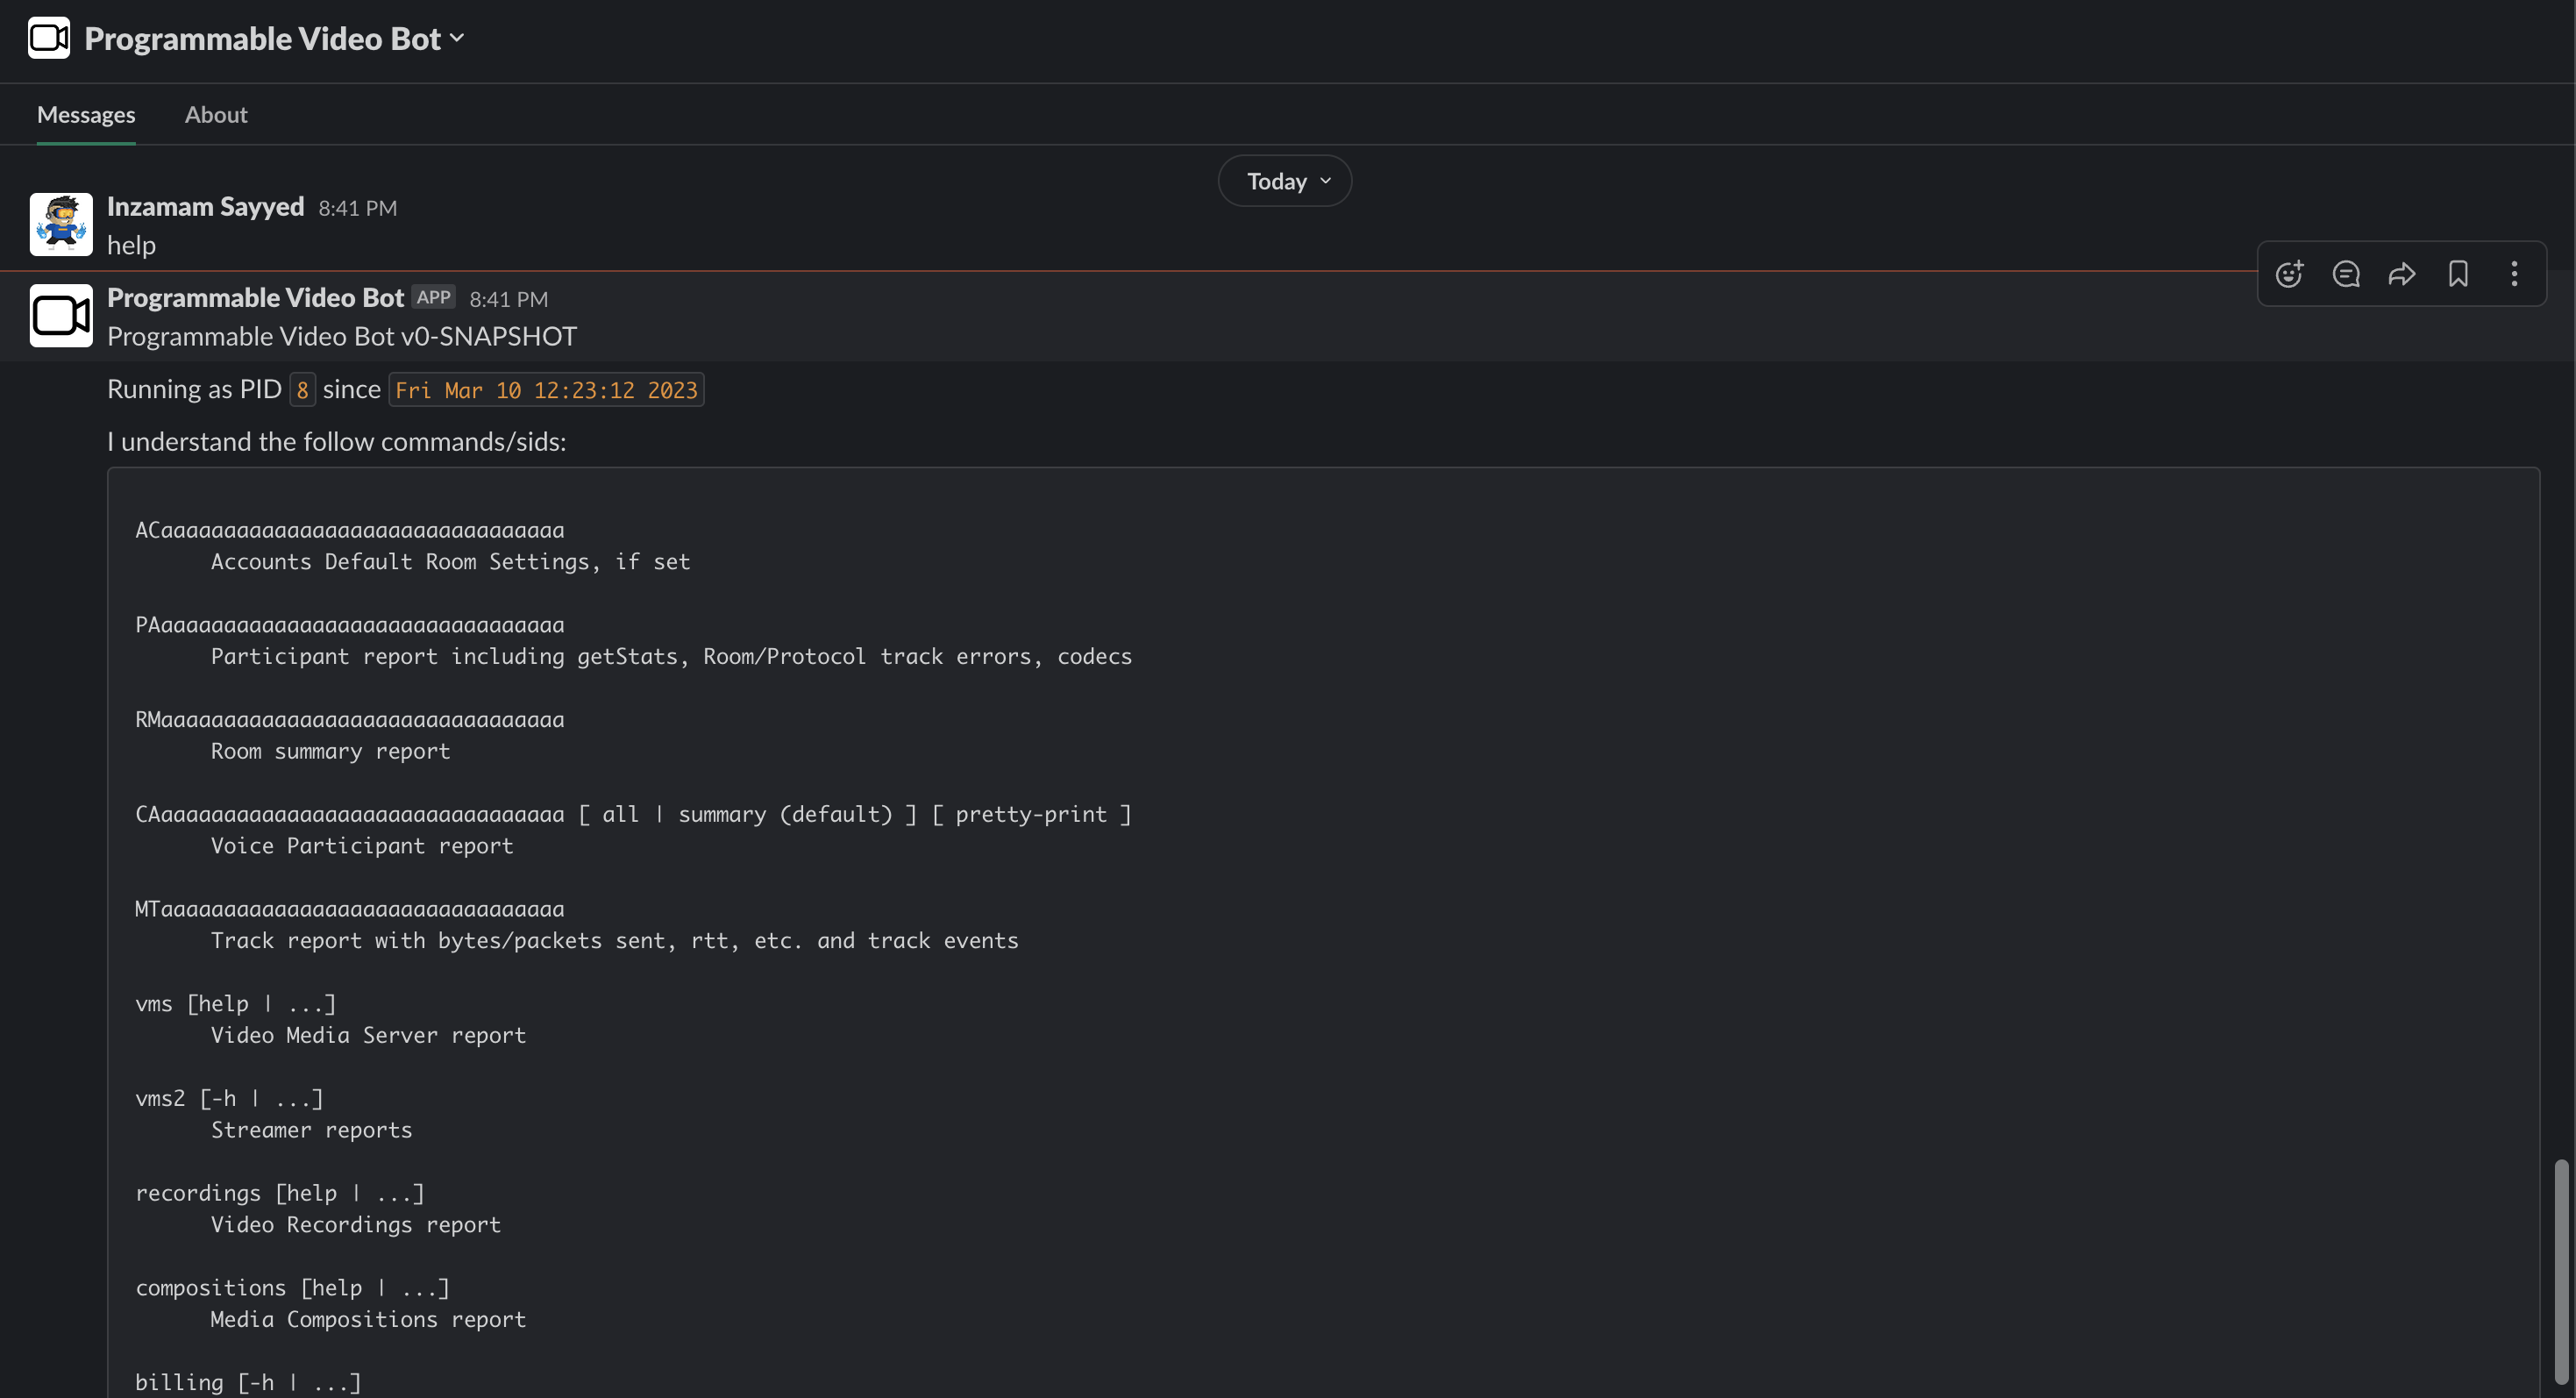 Programmable Video Bot
Messages About
Today
Inzamam Sayyed 8:41 PM
help
Programmable Video Bot APP 8:41 PM
Programmable Video Bot v0-SNAPSHOT
Running as PID 8 since Fri Mar 10 12:23:12 2023
I understand the follow commands/sids:
ACaaaaaaaaaaaaaaaaaaaaaaaaaaaaaaaa
Accounts Default Room Settings, if set
PAaaaaaaaaaaaaaaaaaaaaaaaaaaaaaaaa
Participant report including getStats, Room/Protocol track errors, codecs
RMaaaaaaaaaaaaaaaaaaaaaaaaaaaaaaaa
Room summary report
CAaaaaaaaaaaaaaaaaaaaaaaaaaaaaaaaa [ all | summary (default) ] [ pretty-print ]
Voice Participant report
MTaaaaaaaaaaaaaaaaaaaaaaaaaaaaaaaa
Track report with bytes/packets sent, rtt, etc. and track events
vms [help | ...]
Video Media Server report
vms2 [-h | ...]
Streamer reports
recordings [help | ...]
Video Recordings report
compositions [help | ...]
Media Compositions report
billing [-h | ...]